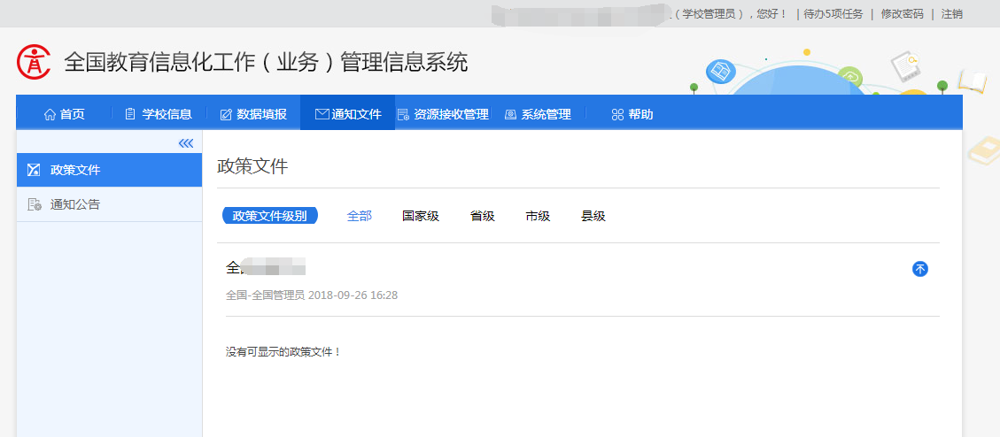 （学校管理员），您好！ | 待办5项任务 | 修改密码 | 注销
全国教育信息化工作（业务）管理信息系统
首页 学校信息 数据填报 通知文件 资源接收管理 系统管理 帮助
政策文件
通知公告
政策文件
政策文件级别 全部 国家级 省级 市级 县级
全
全国-全国管理员 2018-09-26 16:28
没有可显示的政策文件！